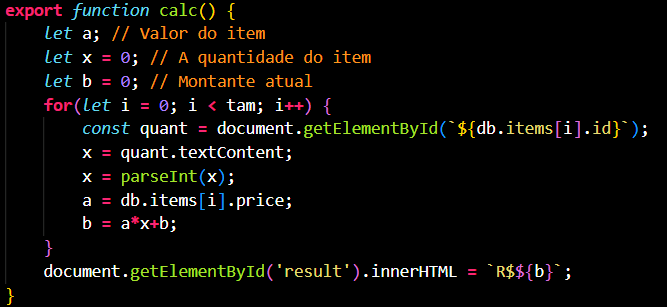 export function calc() {
let a; // Valor do item
let x = 0; // A quantidade do item
let b = 0; // Montante atual
for(let i = 0; i < tam; i++) {
const quant = document.getElementById(`${db.items[i].id}`);
x = quant.textContent;
x = parseInt(x);
a = db.items[i].price;
b = a*x+b;
}
document.getElementById('result').innerHTML = `R$${b}`;
}